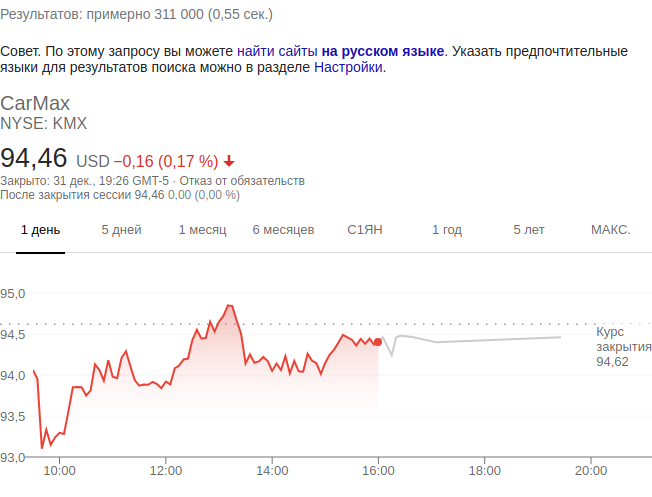 Результатов: примерно 311 000 (0,55 сек.)
Совет. По этому запросу вы можете найти сайты на русском языке. Указать предпочтительные
языки для результатов поиска можно в разделе Настройки.
CarMax
NYSE: KMX
94,46 USD −0,16 (0,17 %)
Закрыто: 31 дек., 19:26 GMT-5 · Отказ от обязательств
После закрытия сессии 94,46 0,00 (0,00 %)
1 день 5 дней 1 месяц 6 месяцев С1ЯН 1 год 5 лет МАКС.
95,0
94,5
94,0
93,5
93,0
Курс
закрытия
94,62
10:00 12:00 14:00 16:00 18:00 20:00